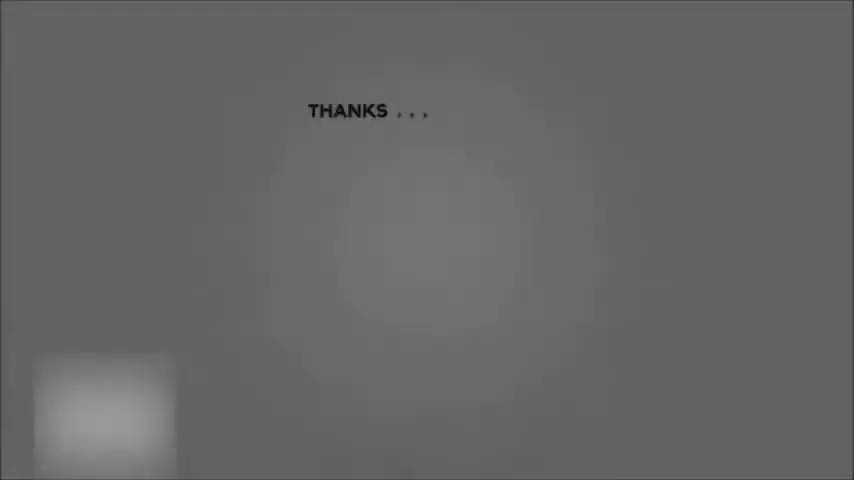 THANKS . . .